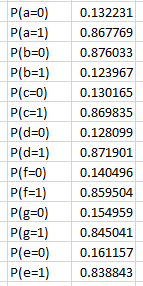 P(a=0) 0.132231
P(a=1) 0.867769
P(b=0) 0.876033
P(b=1) 0.123967
P(c=0) 0.130165
P(c=1) 0.869835
P(d=0) 0.128099
P(d=1) 0.871901
P(f=0) 0.140496
P(f=1) 0.859504
P(g=0) 0.154959
P(g=1) 0.845041
P(e=0) 0.161157
P(e=1) 0.838843